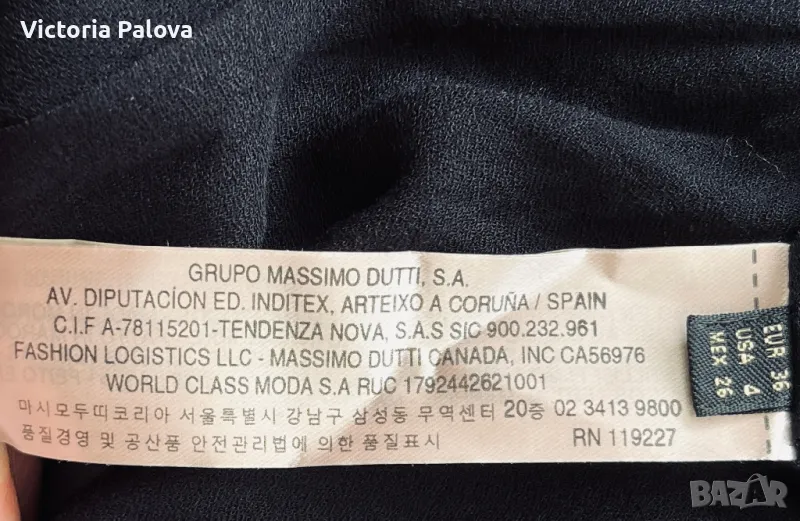 Victoria Palova
GRUPO MASSIMO DUTTI, S.A.
AV. DIPUTACÍON ED. INDITEX, ARTEIXO A CORUÑA / SPAIN
C.I.F A-78115201-TENDENZA NOVA, S.A.S SIC 900.232.961
FASHION LOGISTICS LLC - MASSIMO DUTTI CANADA, INC CA56976
WORLD CLASS MODA S.A RUC 1792442621001
마시모두띠코리아 서울특별시 강남구 삼성동 무역센터 20층 02 3413 9800
품질경영 및 공산품 안전관리법에 의한 품질표시
RN 119227
EUR 36
USA 4
MEX 26
BAZAR